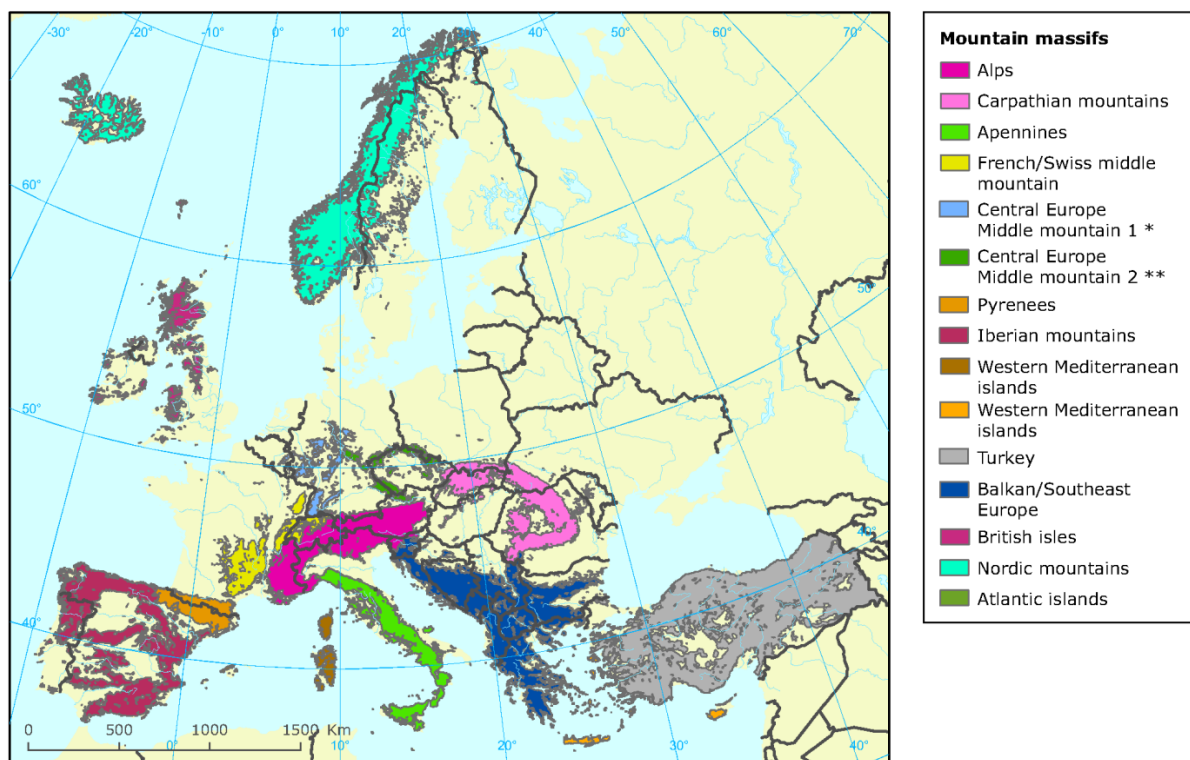 -30°
-20°
-10°
0°
10°
20°
30°
40°
50°
60°
70°
60°
50°
50°
40°
40°
0
500
1000
1500 Km
0°
10°
20°
30°
40°
Mountain massifs
Alps
Carpathian mountains
Apennines
French/Swiss middle
mountain
Central Europe
Middle mountain 1 *
Central Europe
Middle mountain 2 **
Pyrenees
Iberian mountains
Western Mediterranean
islands
Western Mediterranean
islands
Turkey
Balkan/Southeast
Europe
British isles
Nordic mountains
Atlantic islands